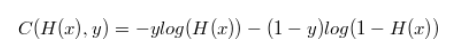 C(H(x), y) = −ylog(H(x)) − (1 − y)log(1 − H(x))